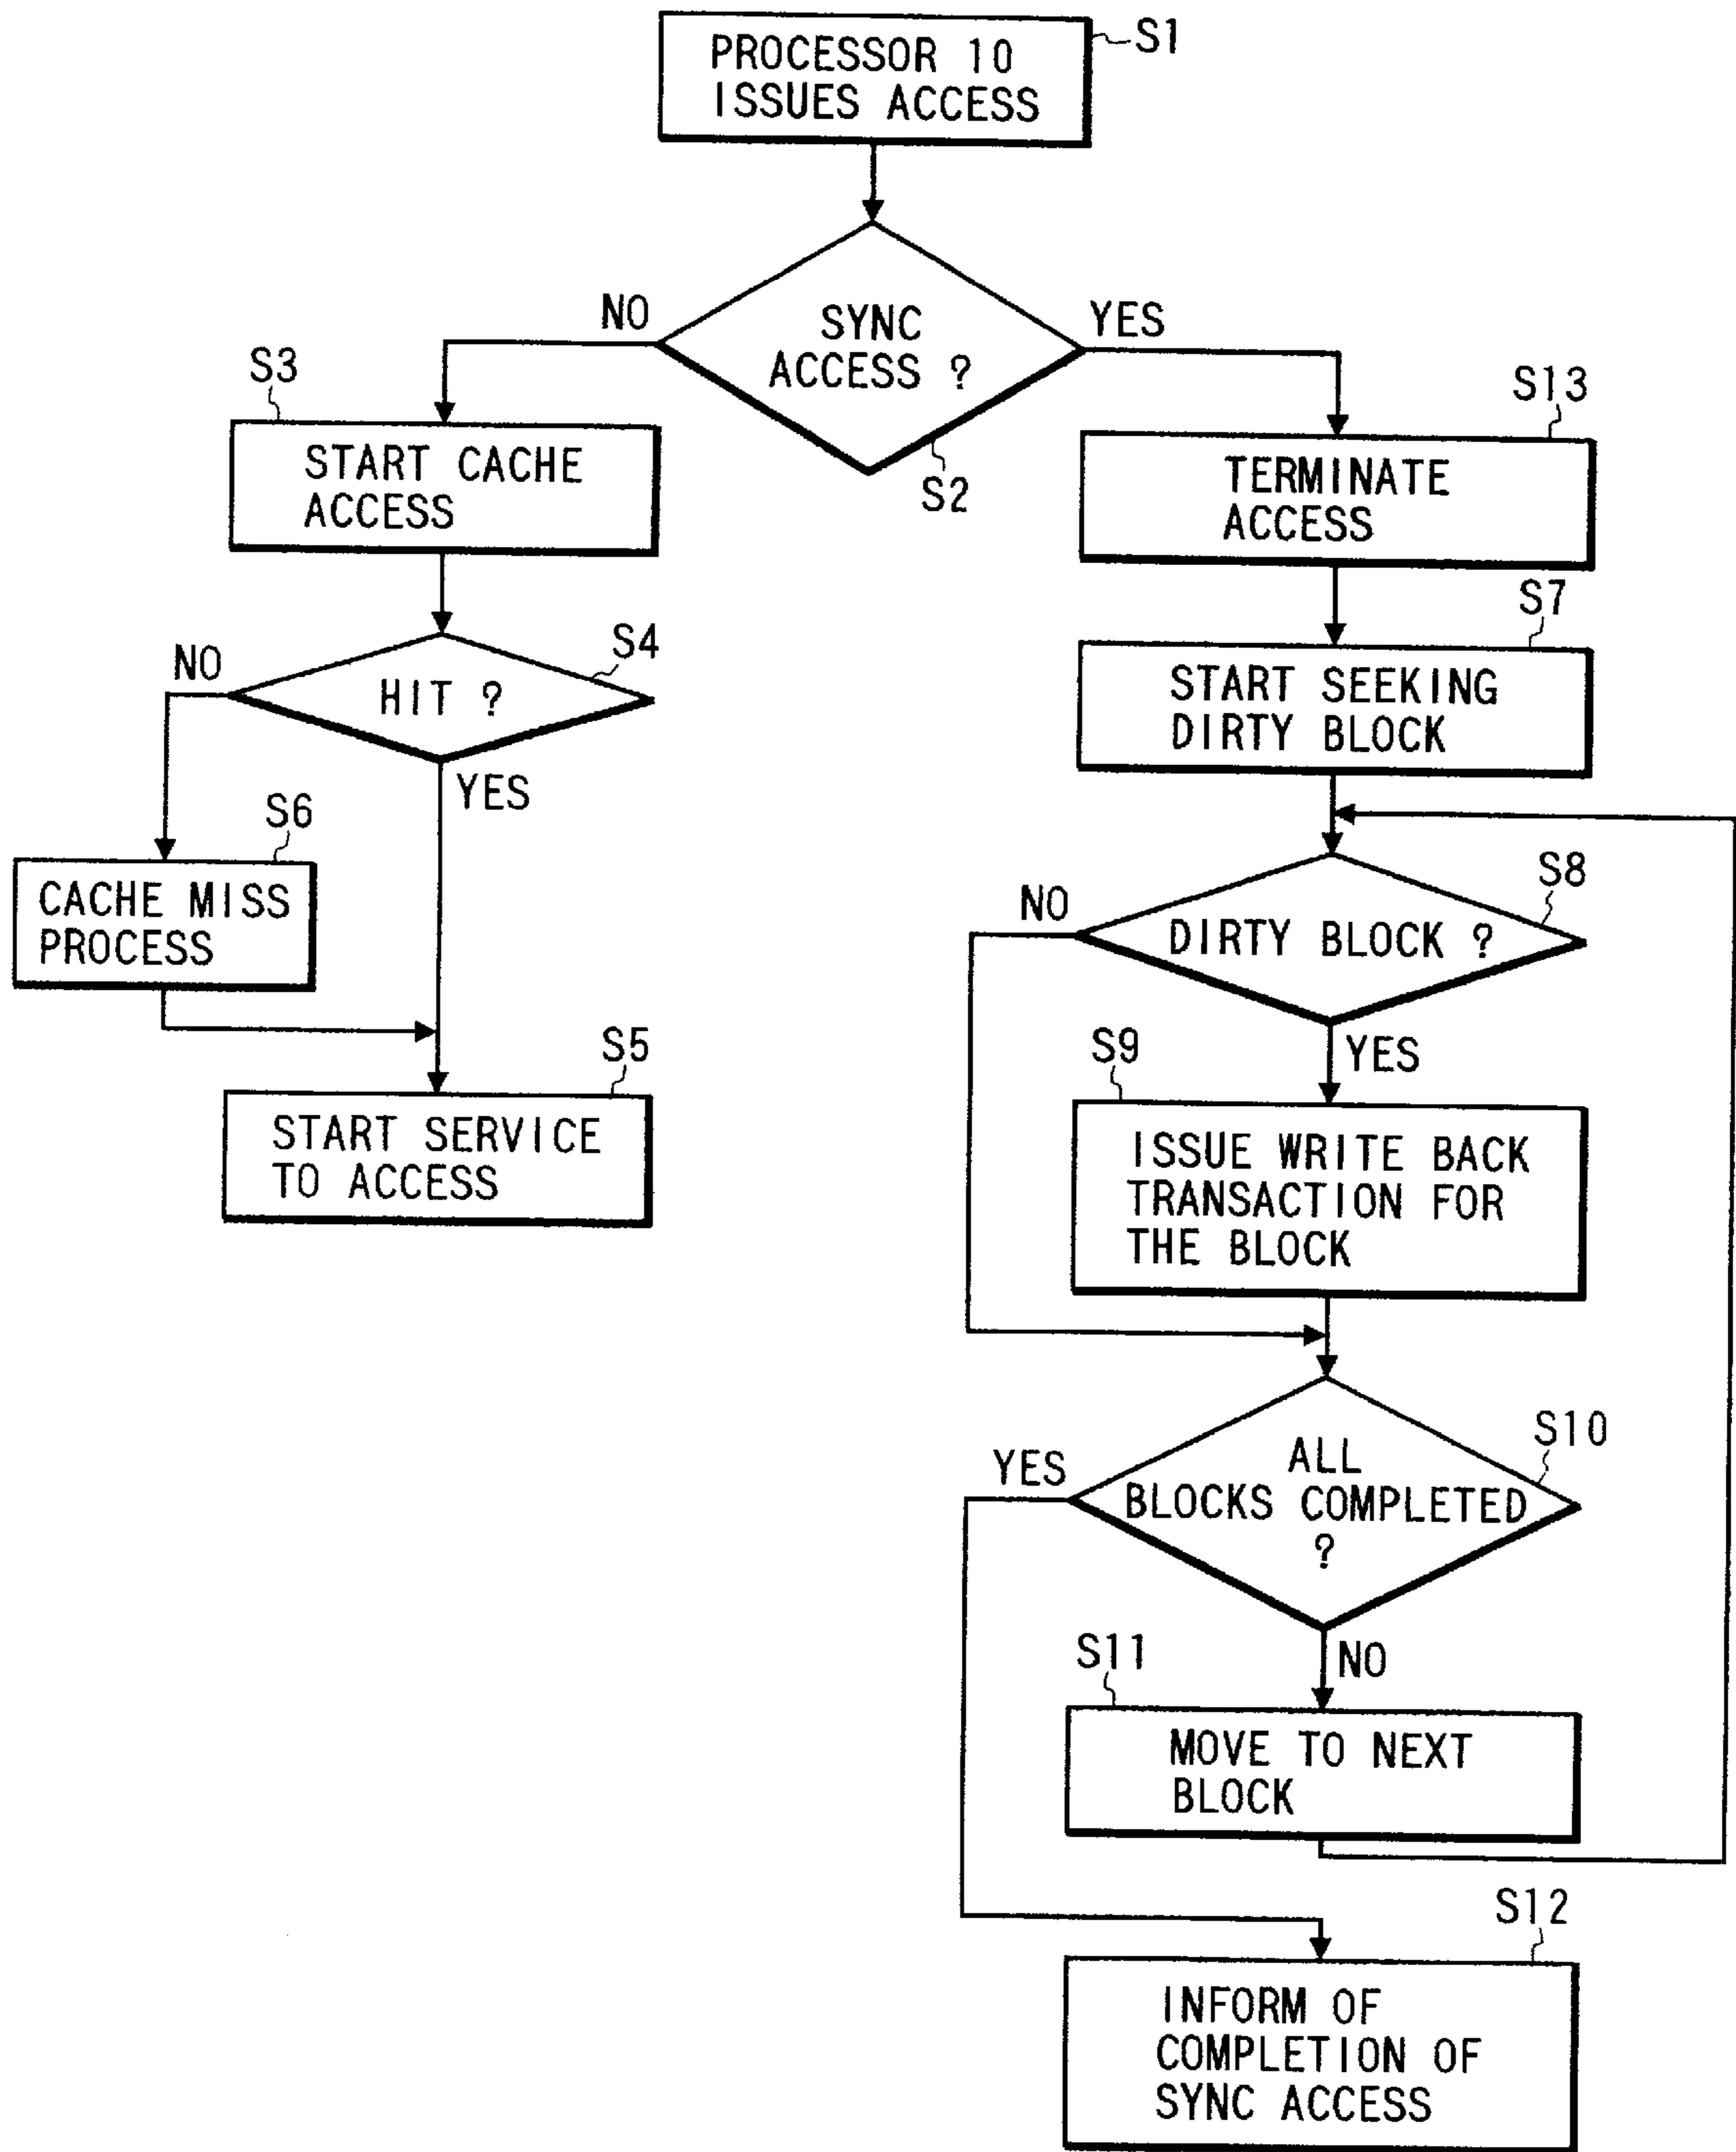 PROCESSOR 10
ISSUES ACCESS
S1
SYNC
ACCESS ?
NO
YES
S2
S3
START CACHE
ACCESS
S4
HIT ?
NO
YES
S6
CACHE MISS
PROCESS
S5
START SERVICE
TO ACCESS
S13
TERMINATE
ACCESS
S7
START SEEKING
DIRTY BLOCK
S8
NO
DIRTY BLOCK ?
YES
S9
ISSUE WRITE BACK
TRANSACTION FOR
THE BLOCK
S10
YES
ALL
BLOCKS COMPLETED
?
NO
S11
MOVE TO NEXT
BLOCK
S12
INFORM OF
COMPLETION OF
SYNC ACCESS